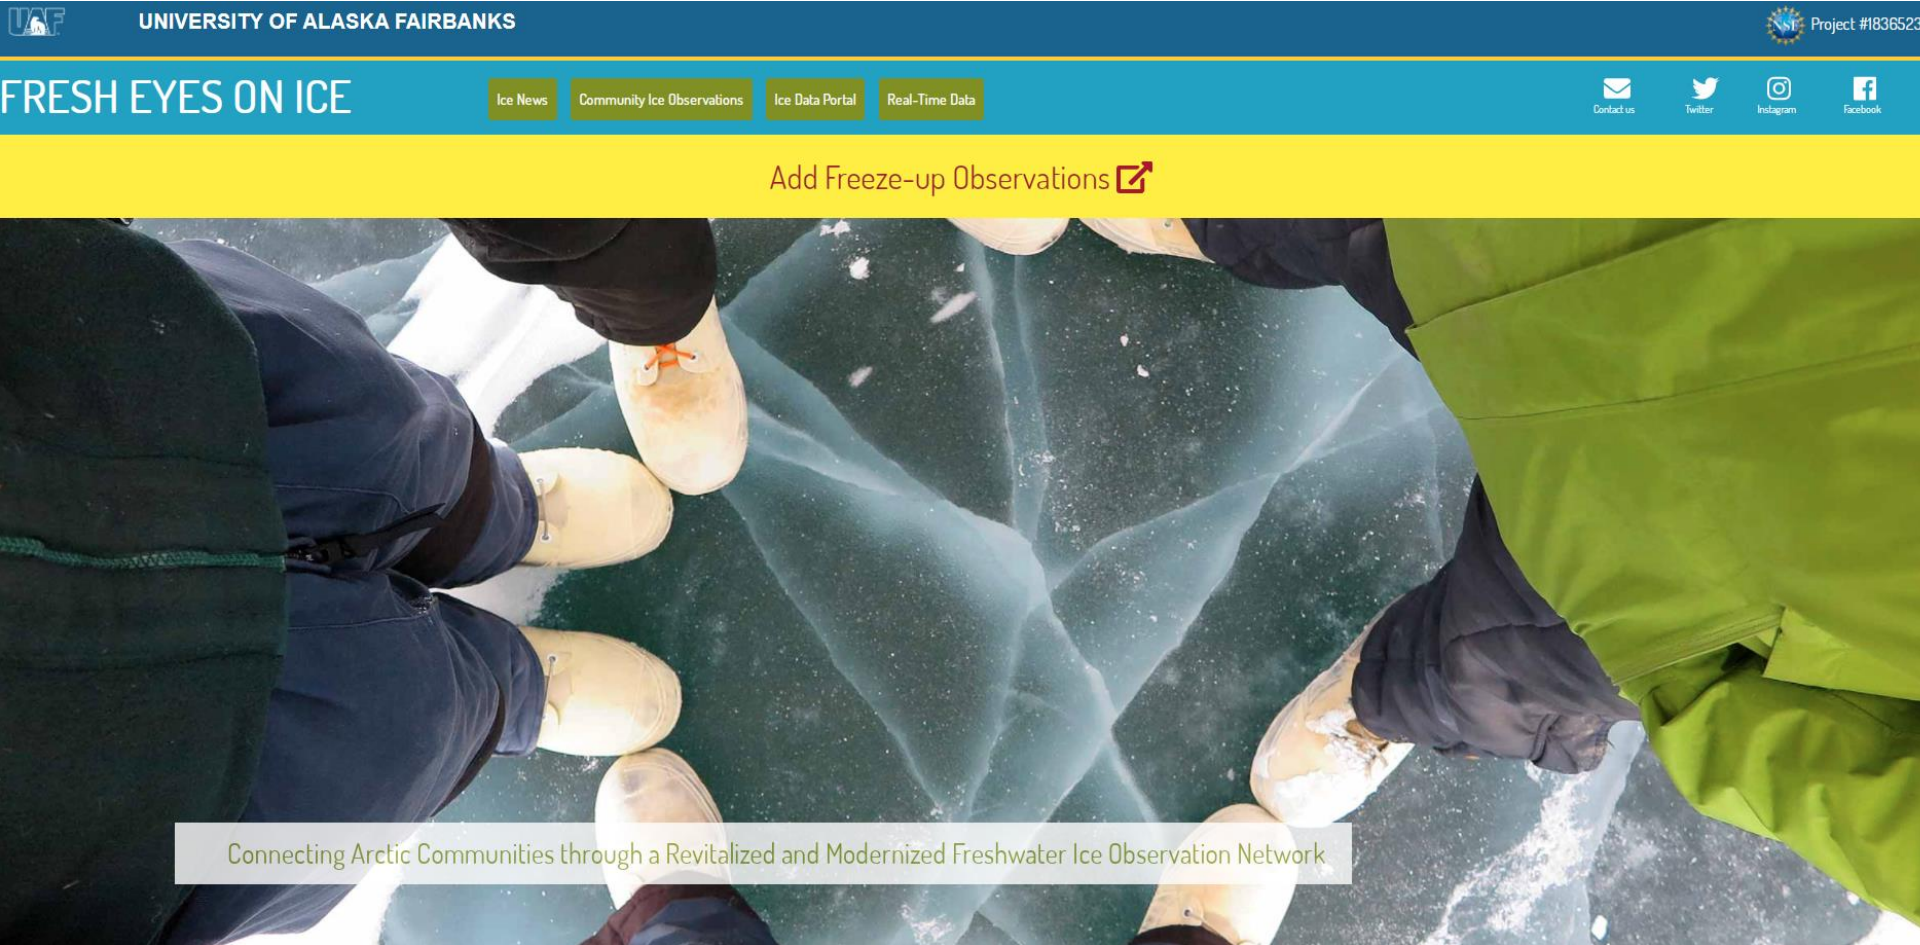 UAF
UNIVERSITY OF ALASKA FAIRBANKS
NSF
Project #1836523
FRESH EYES ON ICE
Ice News
Community Ice Observations
Ice Data Portal
Real-Time Data
Contact us
Twitter
Instagram
Facebook
Add Freeze-up Observations
Connecting Arctic Communities through a Revitalized and Modernized Freshwater Ice Observation Network